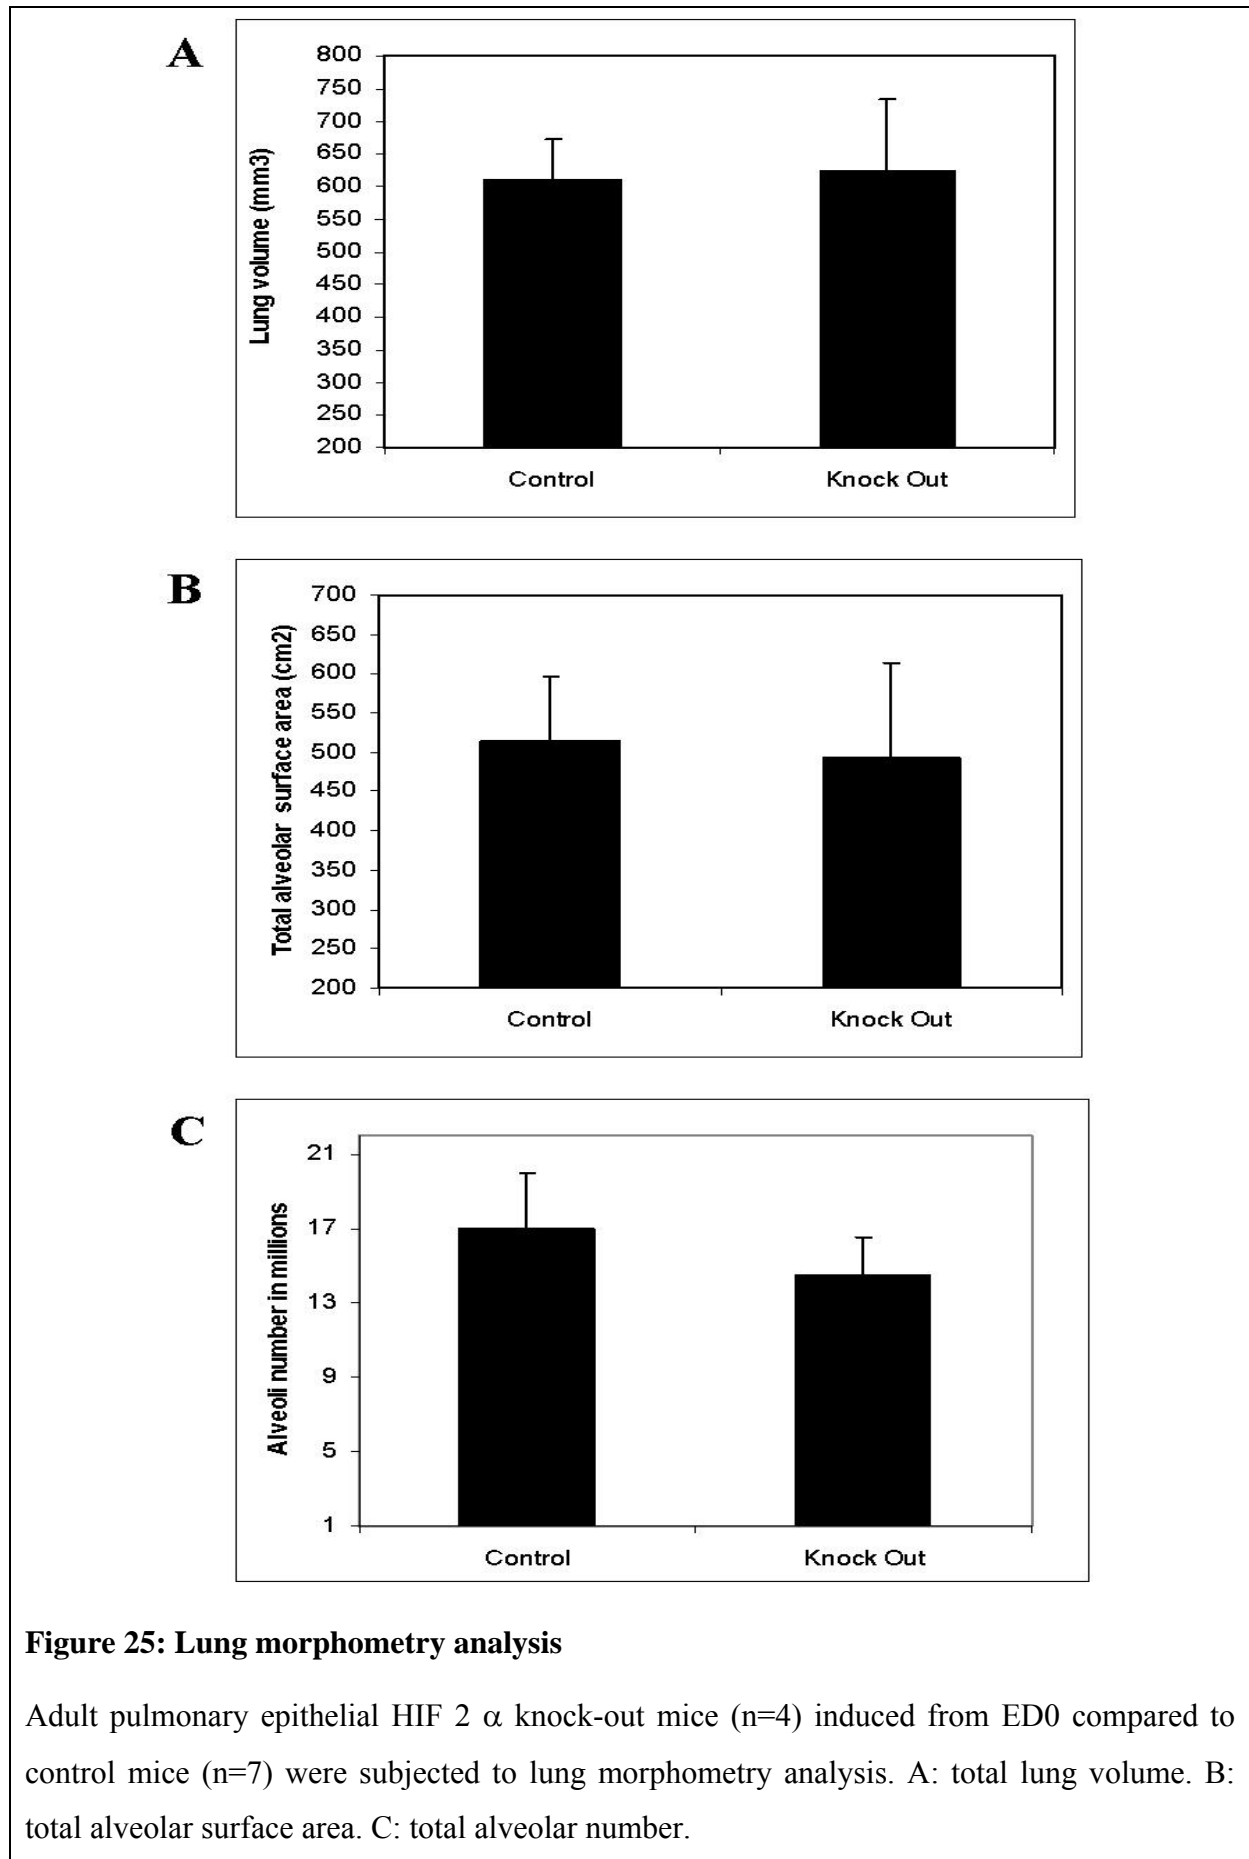 A
800
750
700
650
600
550
500
450
400
350
300
250
200
Lung volume (mm3)
Control Knock Out
B
700
650
600
550
500
450
400
350
300
250
200
Total alveolar surface area (cm2)
Control Knock Out
C
21
17
13
9
5
1
Alveoli number in millions
Control Knock Out
Figure 25: Lung morphometry analysis
Adult pulmonary epithelial HIF 2 α knock-out mice (n=4) induced from ED0 compared to
control mice (n=7) were subjected to lung morphometry analysis. A: total lung volume. B:
total alveolar surface area. C: total alveolar number.